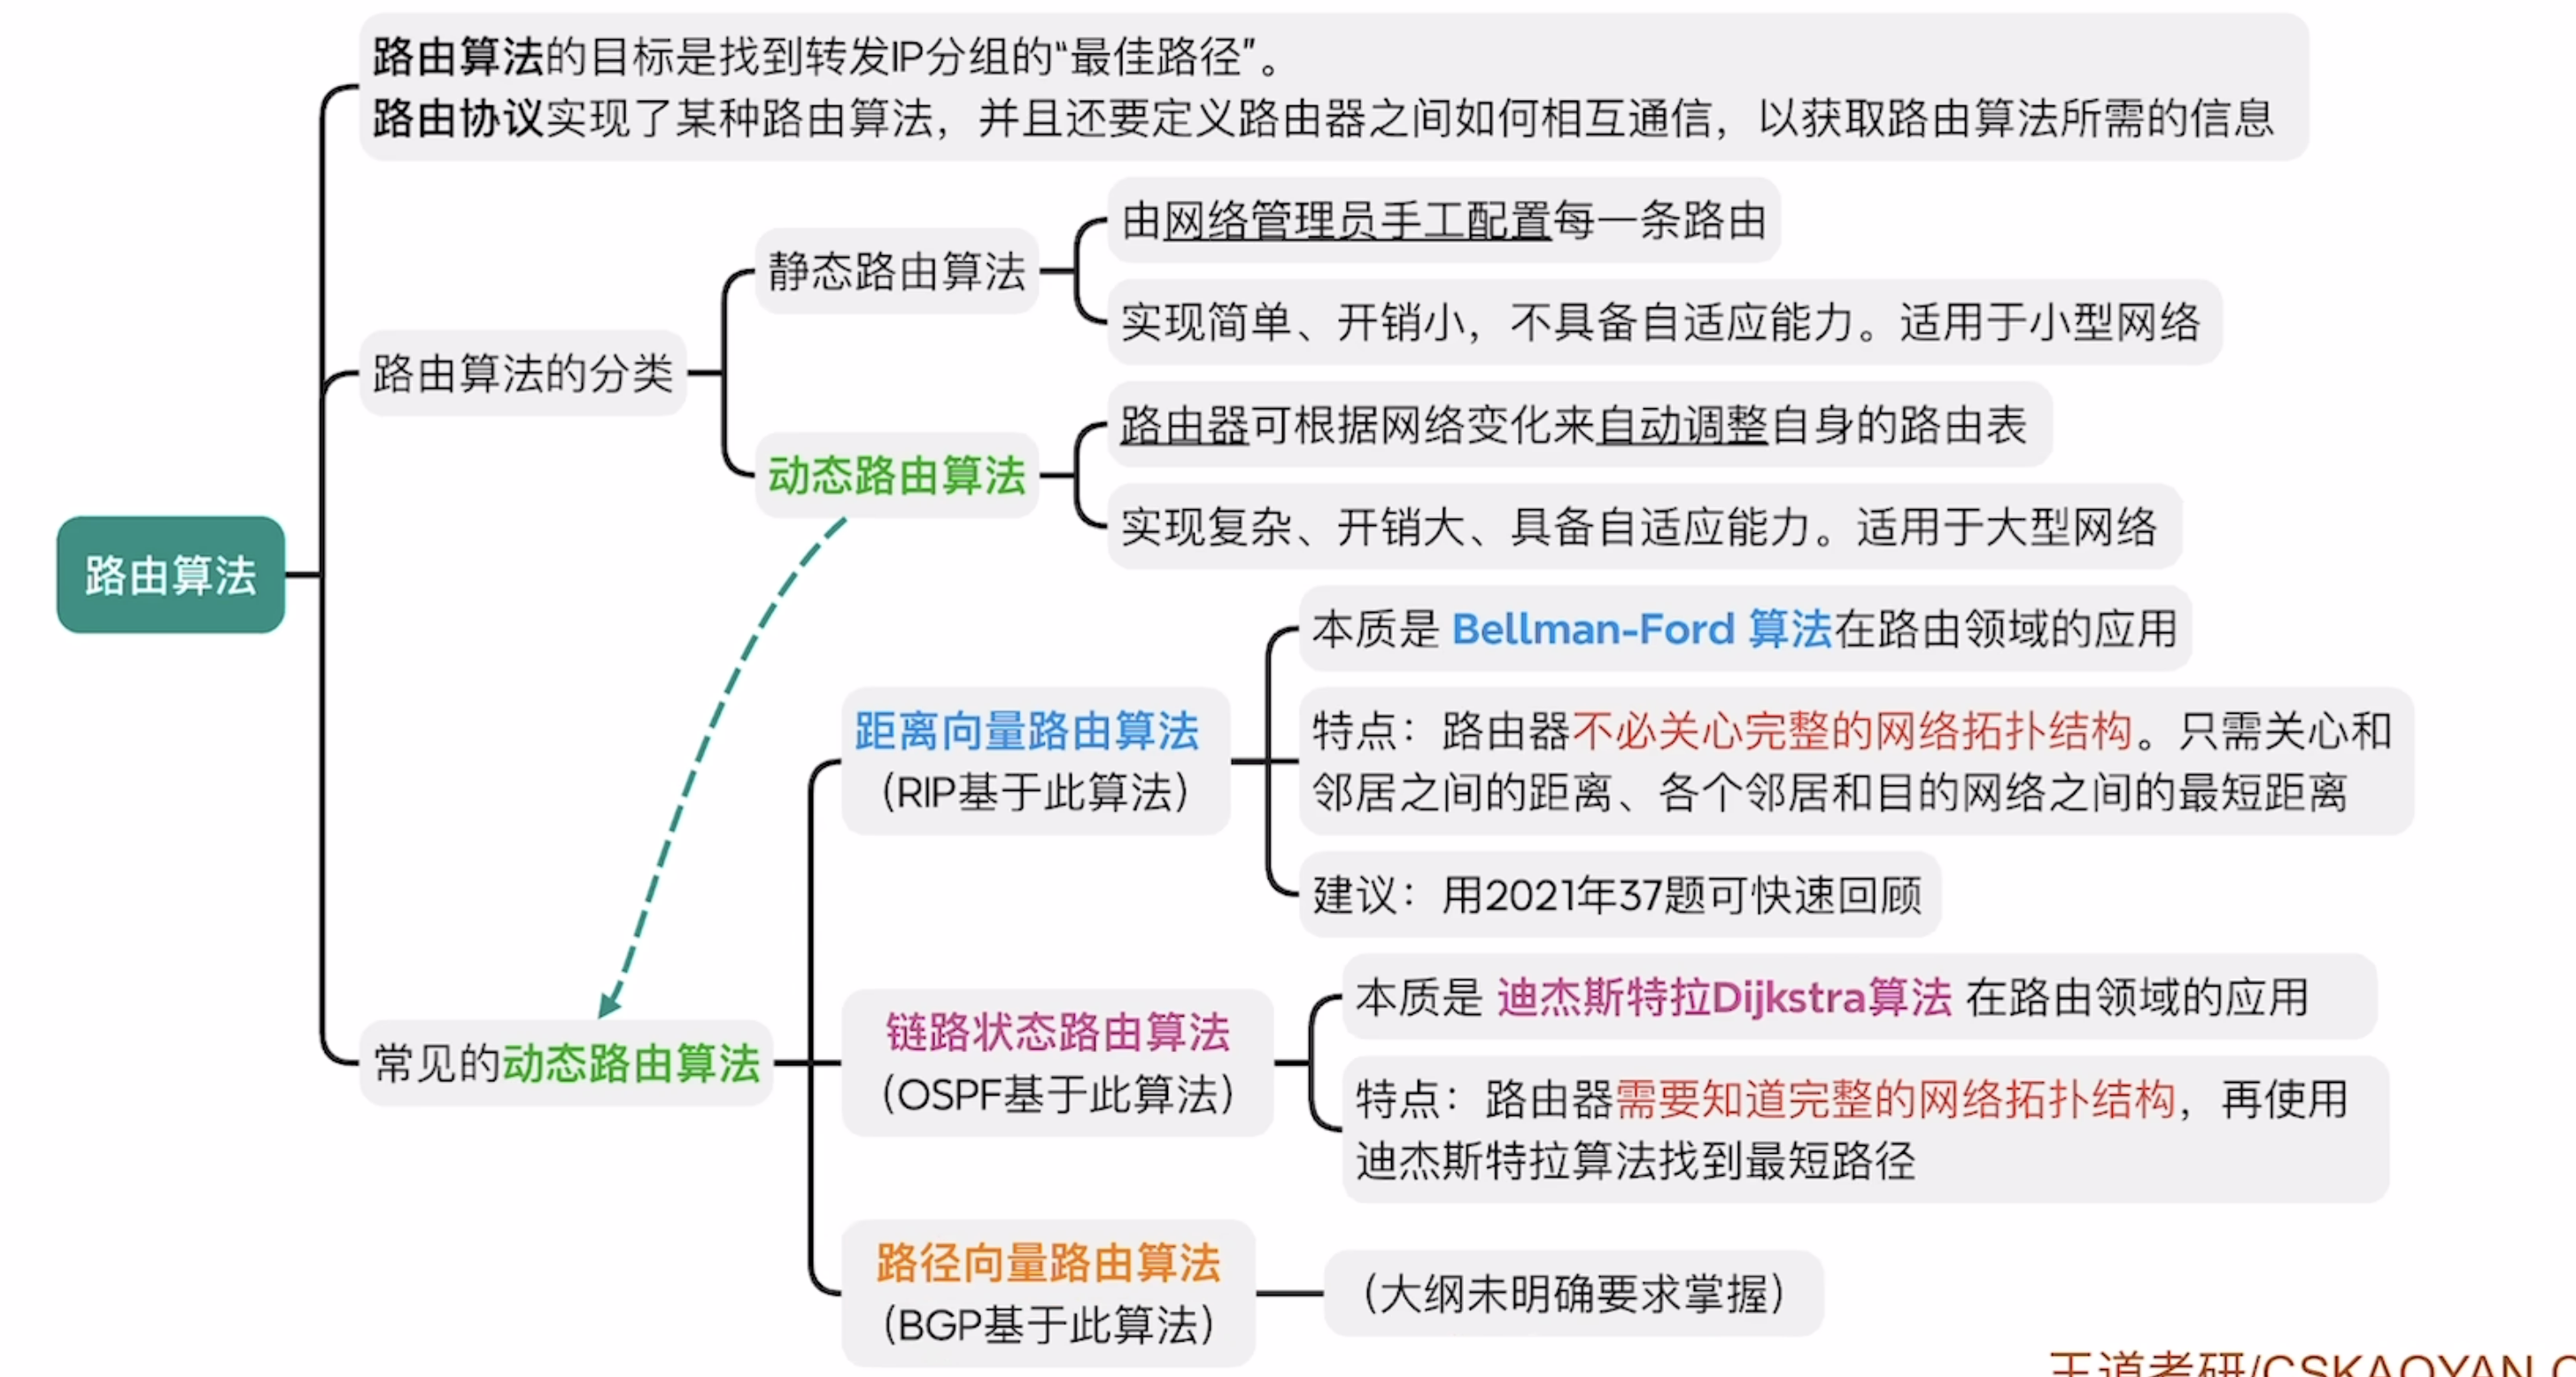 路由算法的目标是找到转发IP分组的“最佳路径”。
路由协议实现了某种路由算法，并且还要定义路由器之间如何相互通信，以获取路由算法所需的信息
由网络管理员手工配置每一条路由
静态路由算法
实现简单、开销小，不具备自适应能力。适用于小型网络
路由算法的分类
路由器可根据网络变化来自动调整自身的路由表
动态路由算法
实现复杂、开销大、具备自适应能力。适用于大型网络
路由算法
本质是 Bellman-Ford 算法在路由领域的应用
距离向量路由算法
（RIP基于此算法）
特点：路由器不必关心完整的网络拓扑结构。只需关心和
邻居之间的距离、各个邻居和目的网络之间的最短距离
建议：用2021年37题可快速回顾
常见的动态路由算法
链路状态路由算法
（OSPF基于此算法）
本质是 迪杰斯特拉Dijkstra算法 在路由领域的应用
特点：路由器需要知道完整的网络拓扑结构，再使用
迪杰斯特拉算法找到最短路径
路径向量路由算法
（BGP基于此算法）
（大纲未明确要求掌握）
王道考研/CSKAOYAN.C